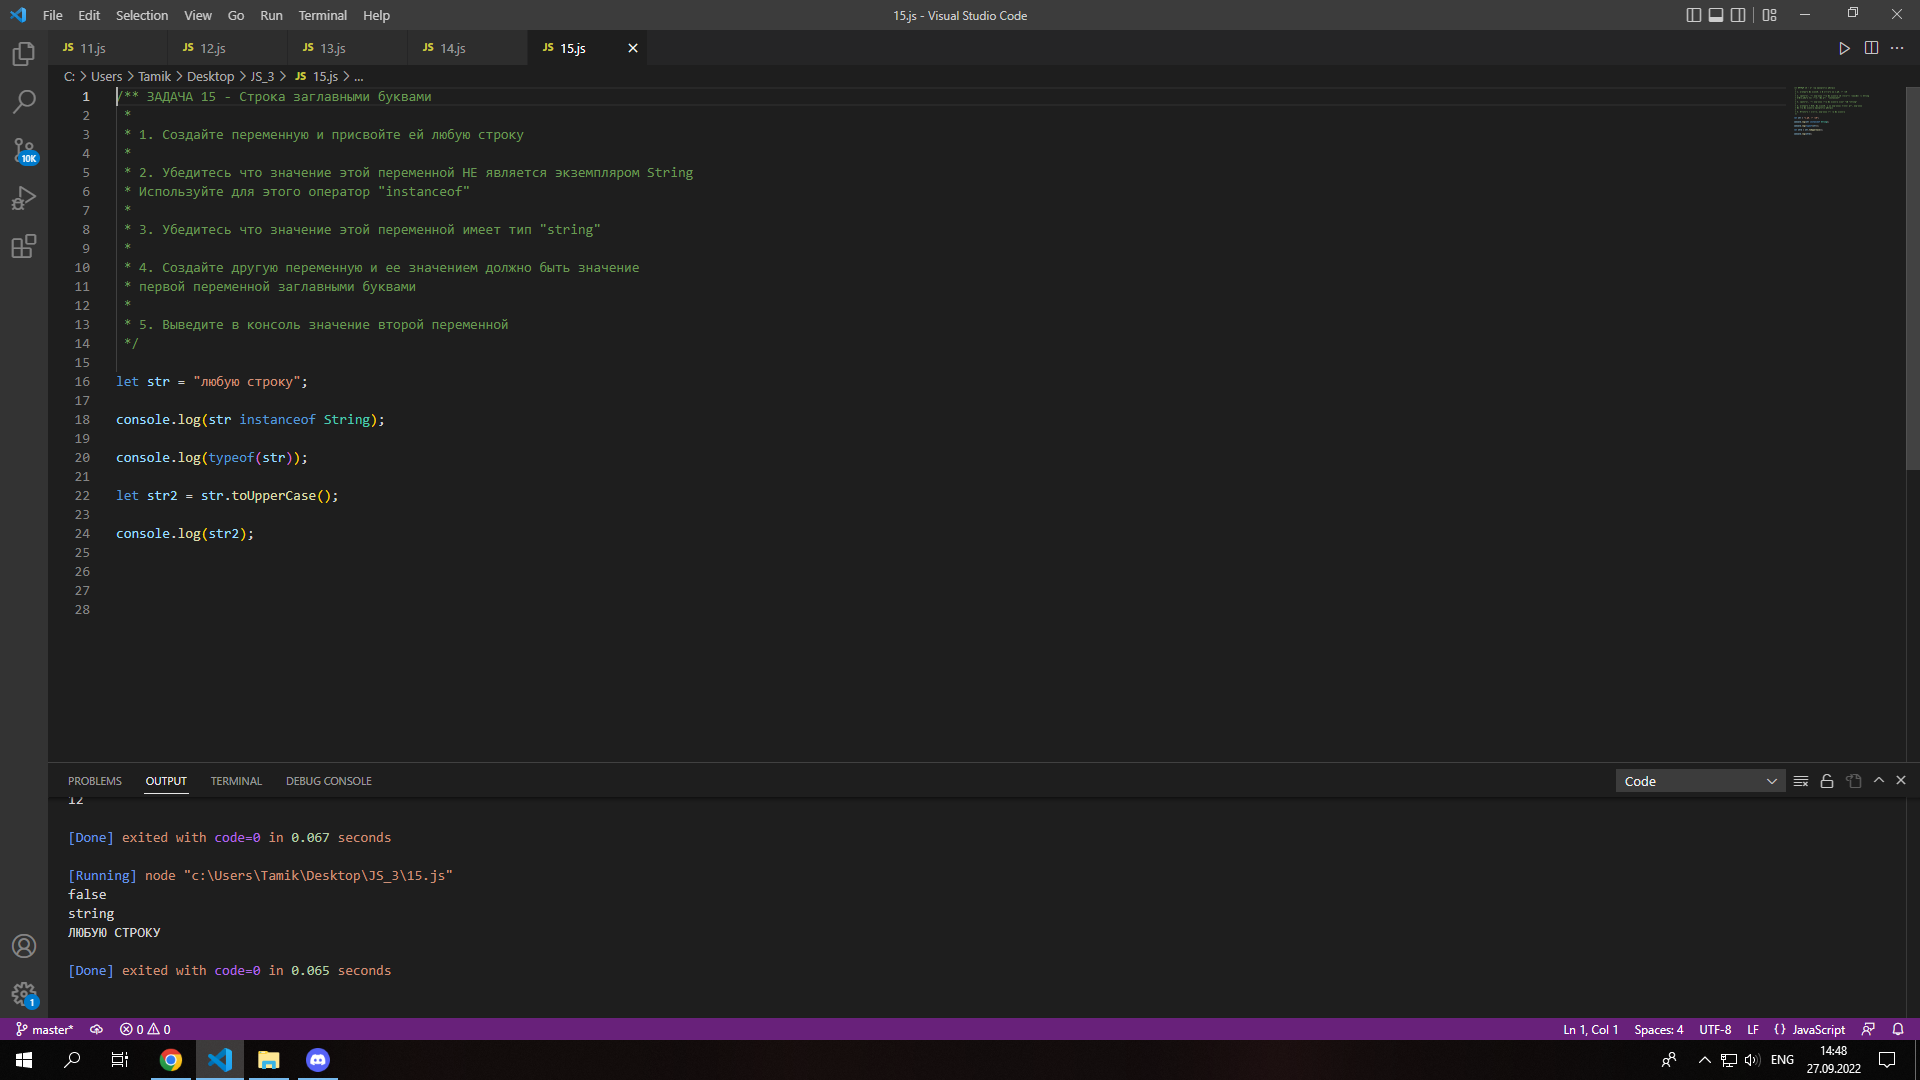 File Edit Selection View Go Run Terminal Help
15.js - Visual Studio Code
JS 11.js JS 12.js JS 13.js JS 14.js JS 15.js
C: > Users > Tamik > Desktop > JS_3 > JS 15.js > ...
1 /** ЗАДАЧА 15 - Строка заглавными буквами
2 *
3 * 1. Создайте переменную и присвойте ей любую строку
4 *
5 * 2. Убедитесь что значение этой переменной НЕ является экземпляром String
6 * Используйте для этого оператор "instanceof"
7 *
8 * 3. Убедитесь что значение этой переменной имеет тип "string"
9 *
10 * 4. Создайте другую переменную и ее значением должно быть значение
11 * первой переменной заглавными буквами
12 *
13 * 5. Выведите в консоль значение второй переменной
14 */
15
16 let str = "любую строку";
17
18 console.log(str instanceof String);
19
20 console.log(typeof(str));
21
22 let str2 = str.toUpperCase();
23
24 console.log(str2);
25
26
27
28
10K
PROBLEMS OUTPUT TERMINAL DEBUG CONSOLE
Code
12
[Done] exited with code=0 in 0.067 seconds
[Running] node "c:\Users\Tamik\Desktop\JS_3\15.js"
false
string
ЛЮБУЮ СТРОКУ
[Done] exited with code=0 in 0.065 seconds
1
master* 0 0
Ln 1, Col 1 Spaces: 4 UTF-8 LF {} JavaScript
ENG
14:48
27.09.2022